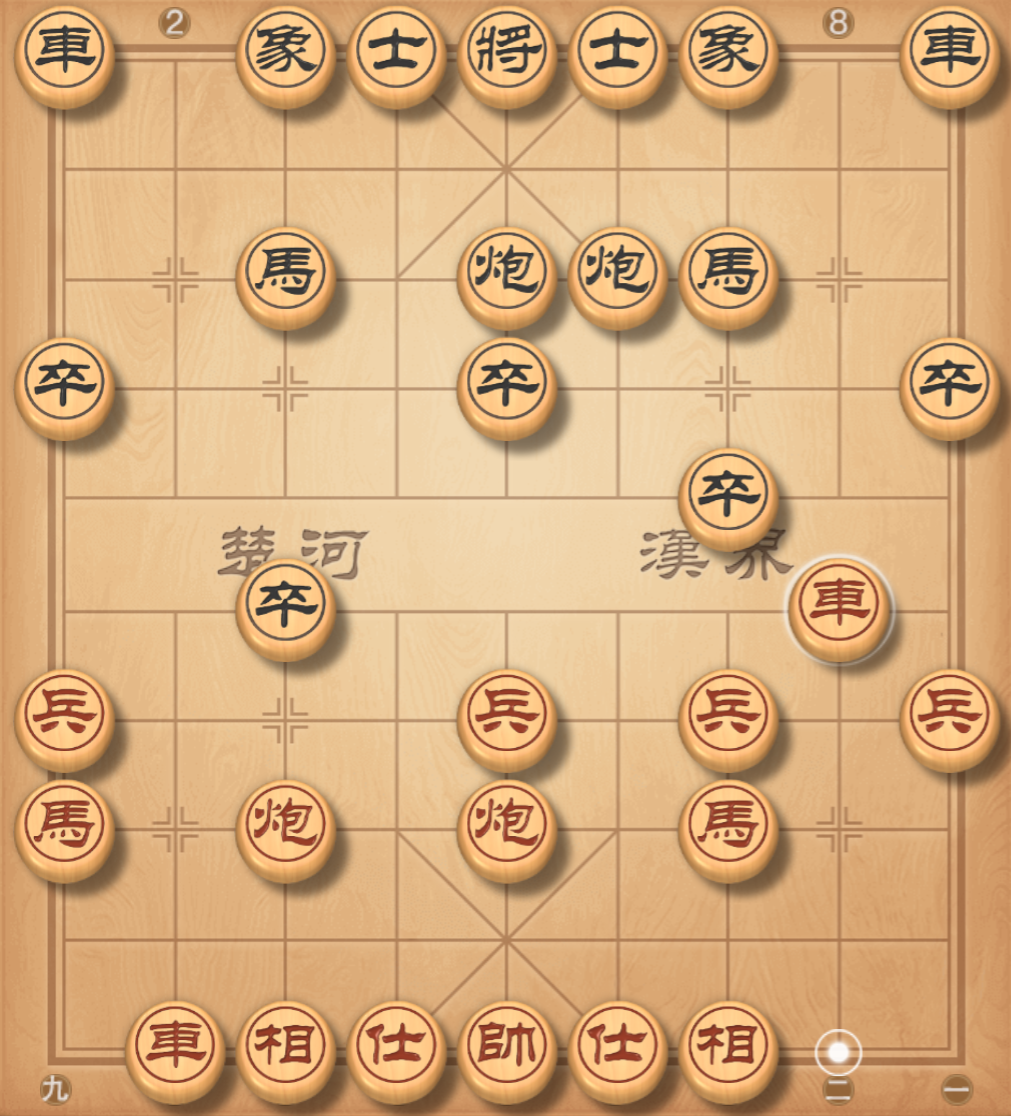 2 8
車 象 士 將 士 象 車
馬 炮 炮 馬
卒 卒 卒
卒
楚河 漢界
卒 車
兵 兵 兵 兵
馬 炮 炮 馬
車 相 仕 帥 仕 相
九 二 一